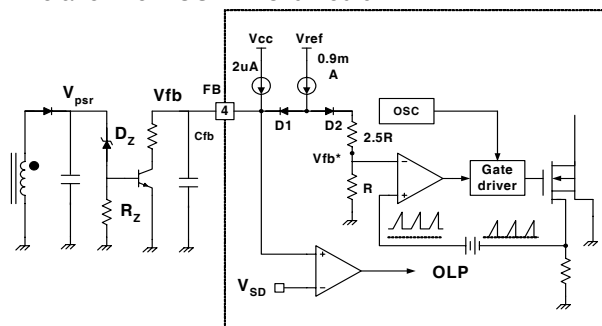 Vcc
Vref
2uA
0.9m
A
Vpsr
Vfb
FB
4
D1
D2
OSC
Cfb
DZ
2.5R
Vfb*
R
Gate
driver
RZ
VSD
OLP